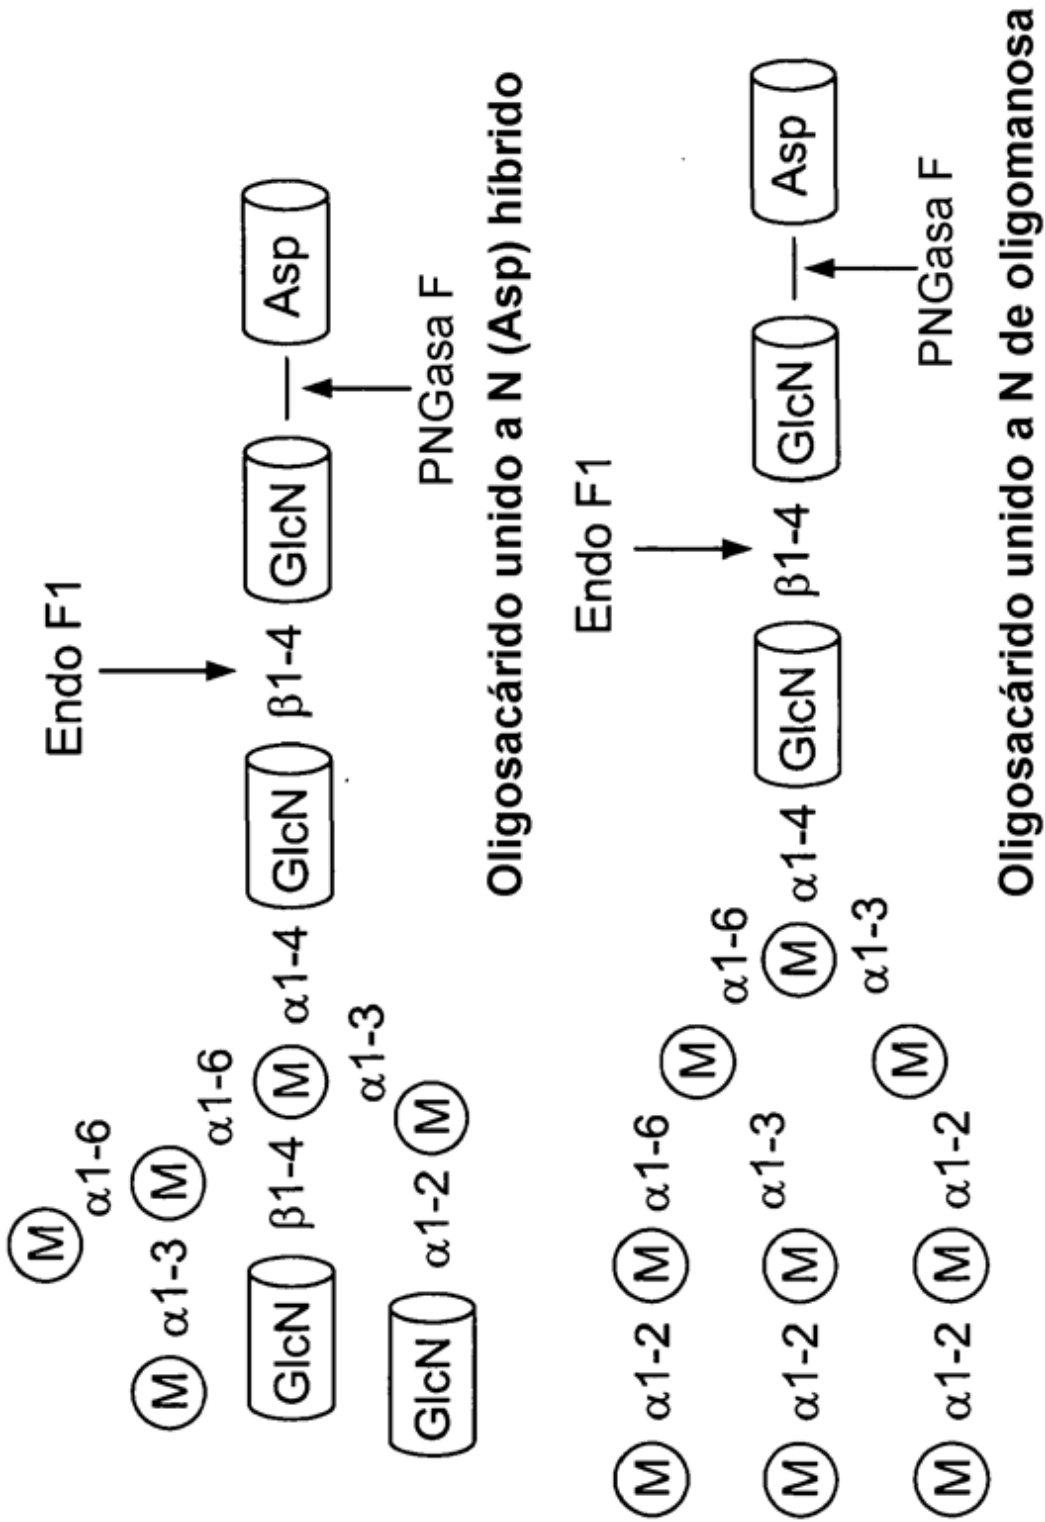 M Endo F1
α1-6
M α1-3 M
α1-6
GlcN β1-4 M α1-4 GlcN β1-4 GlcN Asp
α1-3
GlcN α1-2 M PNGasa F
Oligosacárido unido a N (Asp) híbrido
Endo F1
M α1-2 M α1-6 M
α1-6
M α1-2 M α1-3 M α1-4 GlcN β1-4 GlcN Asp
α1-3
M α1-2 M α1-2 M PNGasa F
Oligosacárido unido a N de oligomanosa